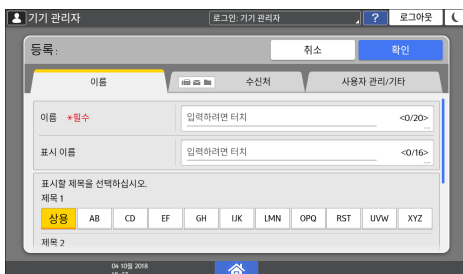 기기 관리자
로그인: 기기 관리자
?
로그아웃
등록:
취소
확인
이름
수신처
사용자 관리/기타
이름 *필수
입력하려면 터치
<0/20>
...
표시 이름
입력하려면 터치
<0/16>
...
표시할 제목을 선택하십시오.
제목 1
상용 AB CD EF GH IJK LMN OPQ RST UVW XYZ
제목 2
04 10월 2018